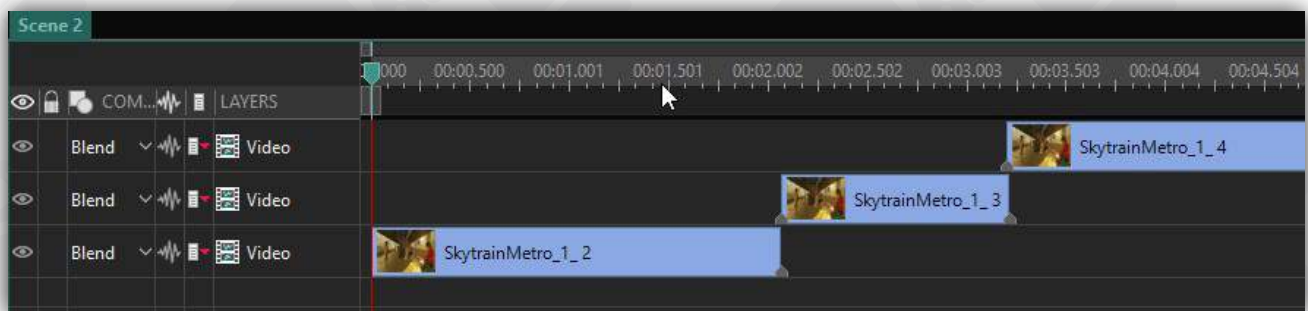 Scene 2
:000 00:00.500 00:01.001 00:01.501 00:02.002 00:02.502 00:03.003 00:03.503 00:04.004 00:04.504
COM... LAYERS
Blend Video SkytrainMetro_1_ 4
Blend Video SkytrainMetro_1_ 3
Blend Video SkytrainMetro_1_ 2